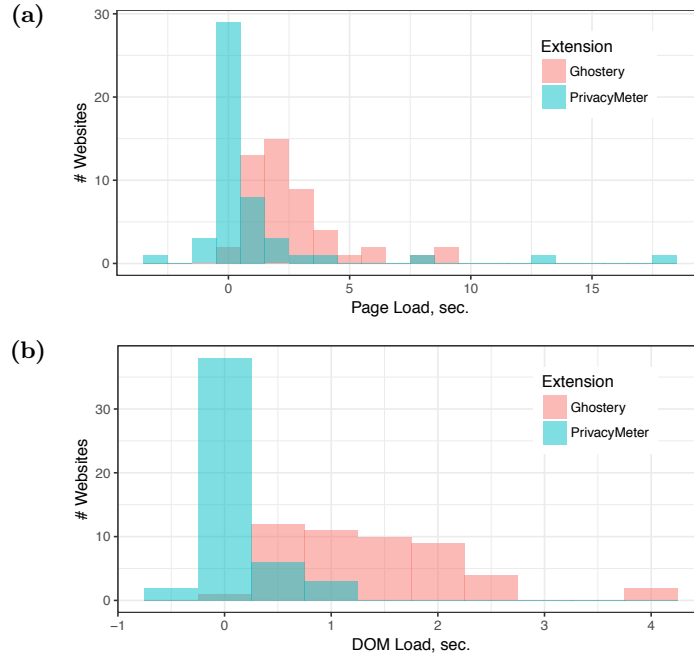 (a)
30
20
10
0
# Websites
Extension
Ghostery
PrivacyMeter
0 5 10 15
Page Load, sec.
(b)
30
20
10
0
# Websites
Extension
Ghostery
PrivacyMeter
−1 0 1 2 3 4
DOM Load, sec.